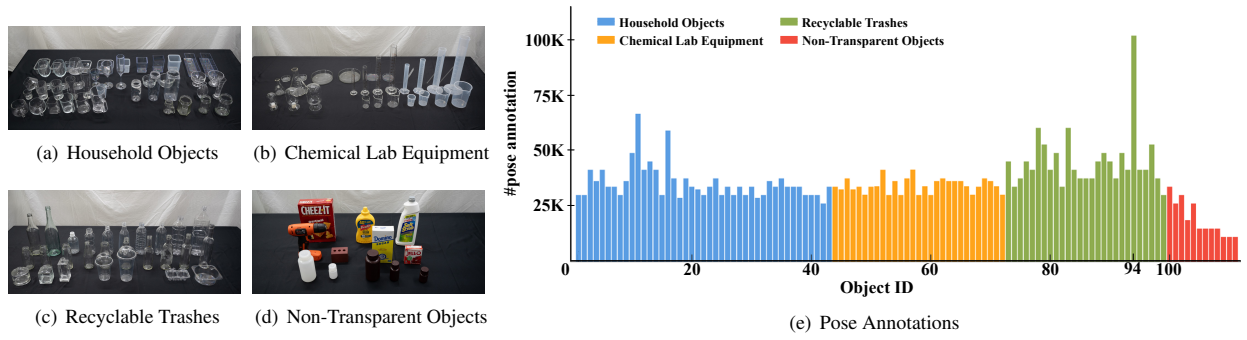 (a) Household Objects
(b) Chemical Lab Equipment
CHEEZ-IT
(c) Recyclable Trashes
(d) Non-Transparent Objects
Household Objects
Recyclable Trashes
Chemical Lab Equipment
Non-Transparent Objects
#pose annotation
100K
75K
50K
25K
0
20
40
60
80
94
100
Object ID
(e) Pose Annotations